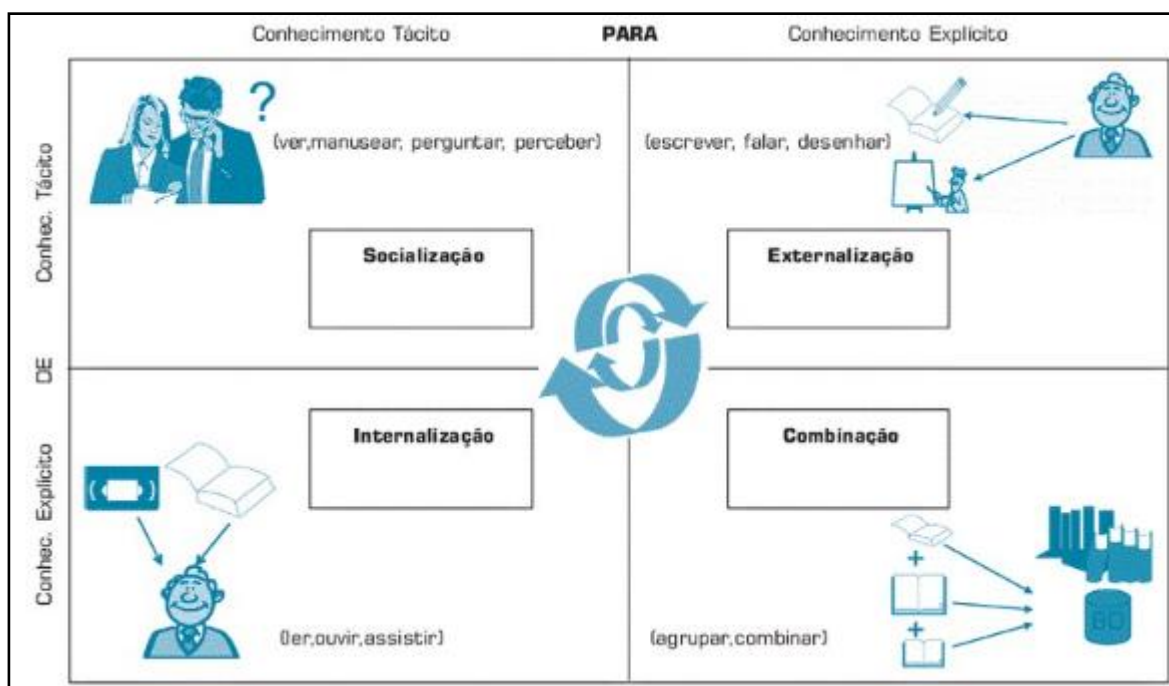 Conhecimento Tácito PARA Conhecimento Explícito
Conhec. Tácito
?
(ver,manusear, perguntar, perceber)
(escrever, falar, desenhar)
Socialização
Externalização
DE
Internalização
Combinação
Conhec. Explícito
+
+
BD
(ler,ouvir,assistir)
(agrupar,combinar)